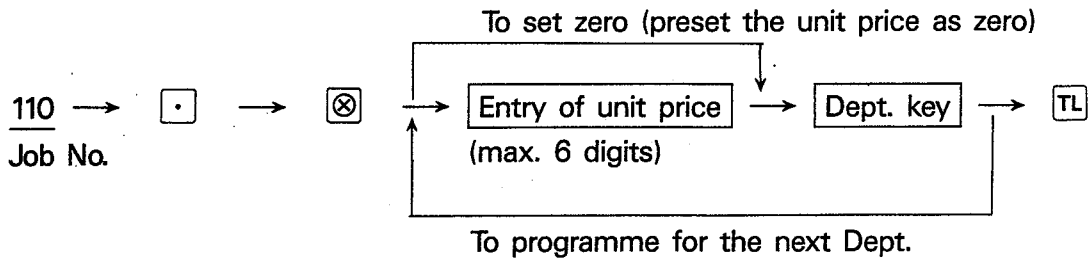 To set zero (preset the unit price as zero)
110 → · → ⊗ → Entry of unit price → Dept. key → TL
Job No.
(max. 6 digits)
To programme for the next Dept.